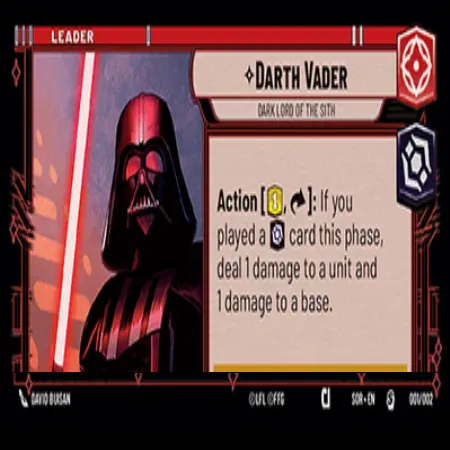 LEADER
DARTH VADER
DARK LORD OF THE SITH
Action [1, ]: If you
played a card this phase,
deal 1 damage to a unit and
1 damage to a base.
DAVID BUISAN ©LFL ©FFG SOR • EN 001/002